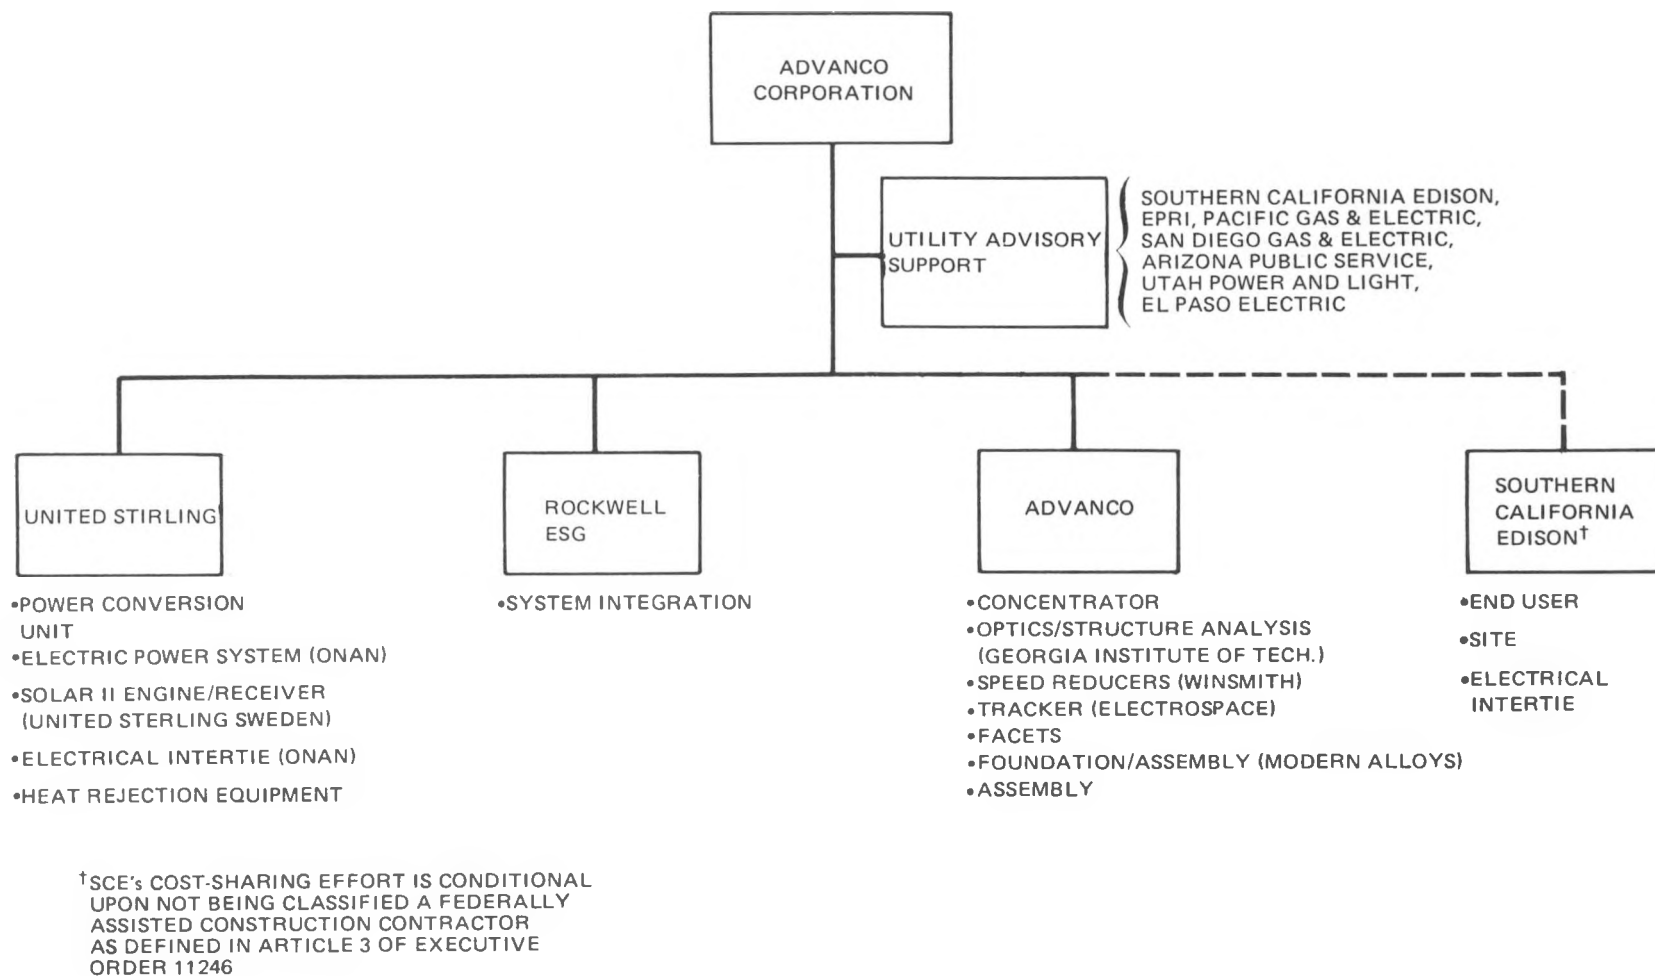 ADVANCO
CORPORATION
UTILITY ADVISORY
SUPPORT
SOUTHERN CALIFORNIA EDISON,
EPRI, PACIFIC GAS & ELECTRIC,
SAN DIEGO GAS & ELECTRIC,
ARIZONA PUBLIC SERVICE,
UTAH POWER AND LIGHT,
EL PASO ELECTRIC
UNITED STIRLING
•POWER CONVERSION
UNIT
•ELECTRIC POWER SYSTEM (ONAN)
•SOLAR II ENGINE/RECEIVER
(UNITED STERLING SWEDEN)
•ELECTRICAL INTERTIE (ONAN)
•HEAT REJECTION EQUIPMENT
ROCKWELL
ESG
•SYSTEM INTEGRATION
ADVANCO
•CONCENTRATOR
•OPTICS/STRUCTURE ANALYSIS
(GEORGIA INSTITUTE OF TECH.)
•SPEED REDUCERS (WINSMITH)
•TRACKER (ELECTROSPACE)
•FACETS
•FOUNDATION/ASSEMBLY (MODERN ALLOYS)
•ASSEMBLY
SOUTHERN
CALIFORNIA
EDISON†
•END USER
•SITE
•ELECTRICAL
INTERTIE
†SCE's COST-SHARING EFFORT IS CONDITIONAL
UPON NOT BEING CLASSIFIED A FEDERALLY
ASSISTED CONSTRUCTION CONTRACTOR
AS DEFINED IN ARTICLE 3 OF EXECUTIVE
ORDER 11246